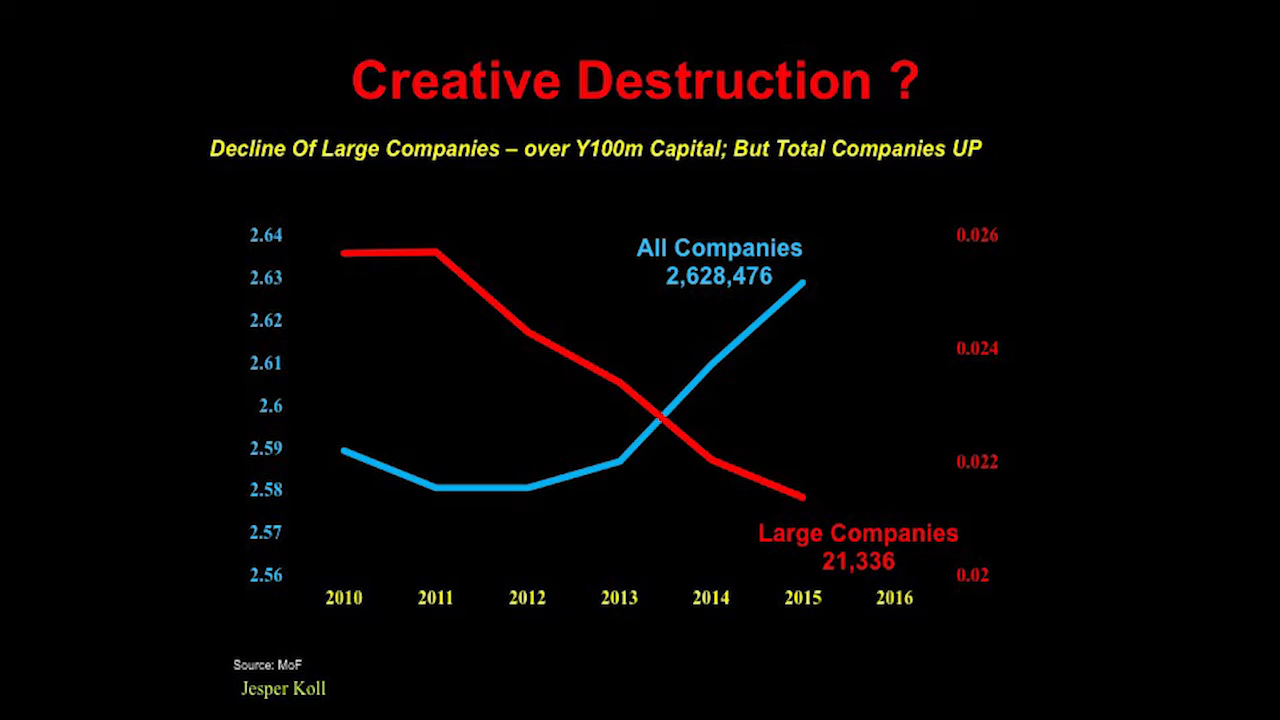 Creative Destruction ?
Decline Of Large Companies – over Y100m Capital; But Total Companies UP
2.64
2.63
2.62
2.61
2.6
2.59
2.58
2.57
2.56
All Companies
2,628,476
Large Companies
21,336
0.026
0.024
0.022
0.02
2010 2011 2012 2013 2014 2015 2016
Source: MoF
Jesper Koll